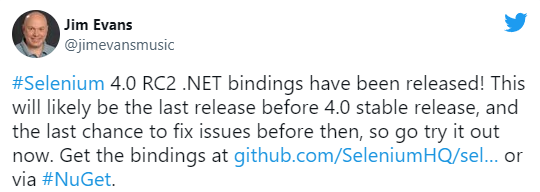 Jim Evans
@jimevansmusic
#Selenium 4.0 RC2 .NET bindings have been released! This
will likely be the last release before 4.0 stable release, and
the last chance to fix issues before then, so go try it out
now. Get the bindings at github.com/SeleniumHQ/sel... or
via #NuGet.